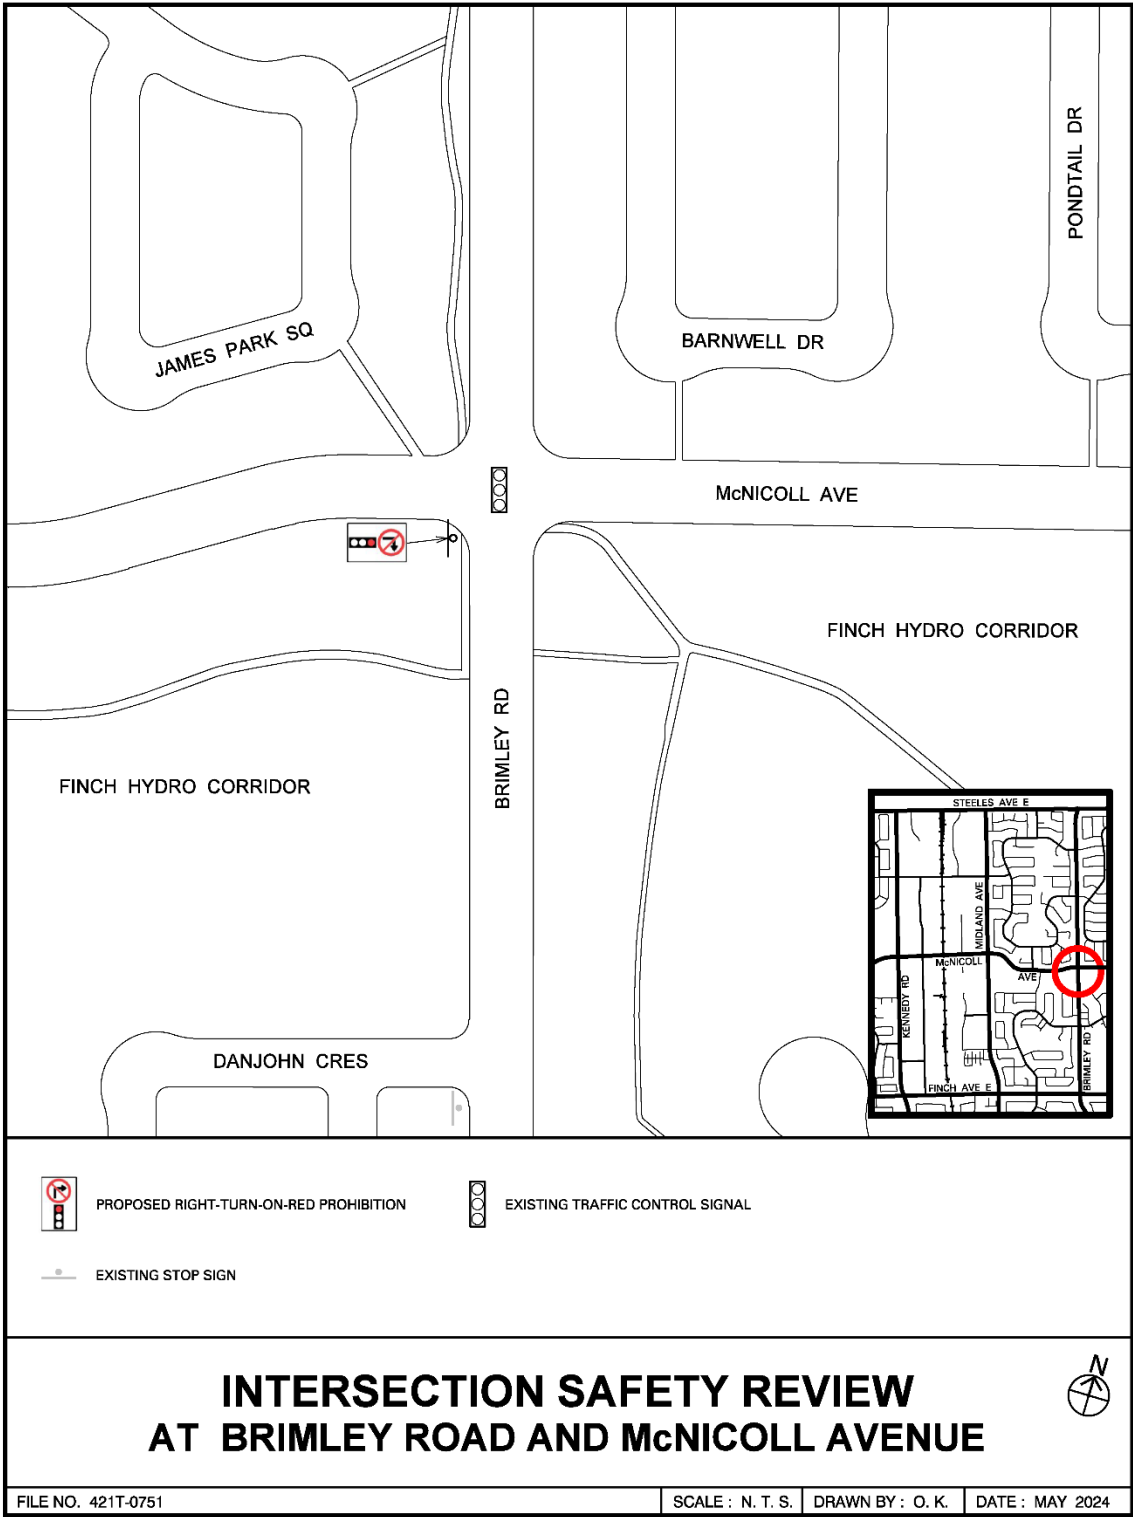 PONDTAIL DR
JAMES PARK SQ
BARNWELL DR
McNICOLL AVE
FINCH HYDRO CORRIDOR
BRIMLEY RD
FINCH HYDRO CORRIDOR
STEELES AVE E
MIDLAND AVE
McNICOLL
AVE
KENNEDY RD
BRIMLEY RD
FINCH AVE E
DANJOHN CRES
PROPOSED RIGHT-TURN-ON-RED PROHIBITION
EXISTING TRAFFIC CONTROL SIGNAL
EXISTING STOP SIGN
INTERSECTION SAFETY REVIEW
AT BRIMLEY ROAD AND McNICOLL AVENUE
N
FILE NO. 421T-0751
SCALE : N. T. S.
DRAWN BY : O. K.
DATE : MAY 2024